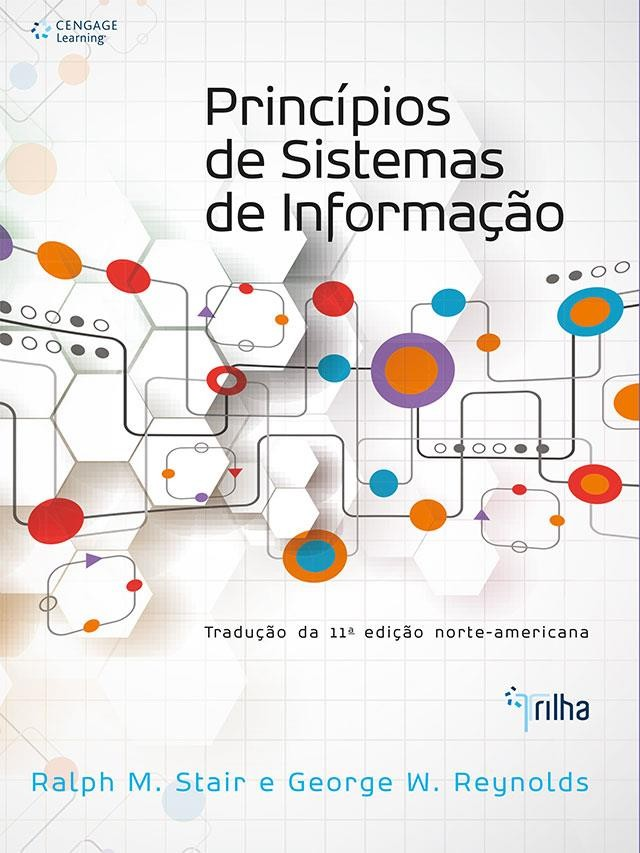 CENGAGE
Learning
Princípios
de Sistemas
de Informação
Tradução da 11ª edição norte-americana
Trilha
Ralph M. Stair e George W. Reynolds